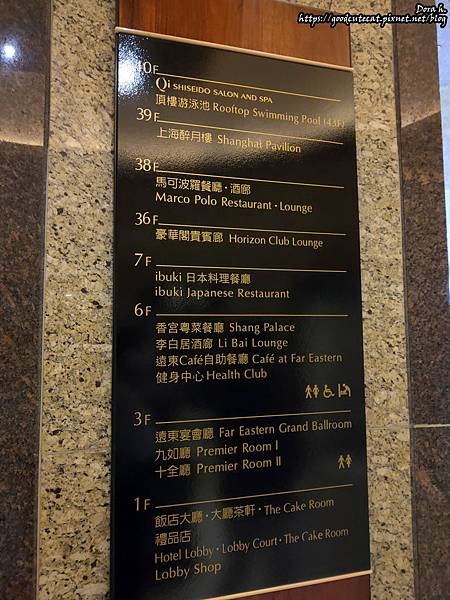 Dora h.
https://goodcutecat.pixnet.net/blog
40F
Qi SHISEIDO SALON AND SPA
頂樓游泳池 Rooftop Swimming Pool (43F)
39F
上海醉月樓 Shanghai Pavilion
38F
馬可波羅餐廳·酒廊
Marco Polo Restaurant · Lounge
36F
豪華閣貴賓廊 Horizon Club Lounge
7F
ibuki 日本料理餐廳
ibuki Japanese Restaurant
6F
香宮粵菜餐廳 Shang Palace
李白居酒廊 Li Bai Lounge
遠東Café自助餐廳 Café at Far Eastern
健身中心 Health Club
3F
遠東宴會廳 Far Eastern Grand Ballroom
九如廳 Premier Room I
十全廳 Premier Room II
1F
飯店大廳·大廳茶軒·The Cake Room
禮品店
Hotel Lobby · Lobby Court · The Cake Room
Lobby Shop